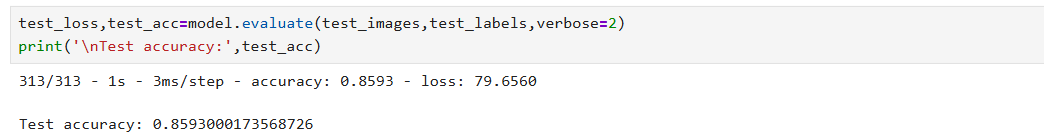 test_loss,test_acc=model.evaluate(test_images,test_labels,verbose=2)
print('\nTest accuracy:',test_acc)
313/313 - 1s - 3ms/step - accuracy: 0.8593 - loss: 79.6560
Test accuracy: 0.8593000173568726